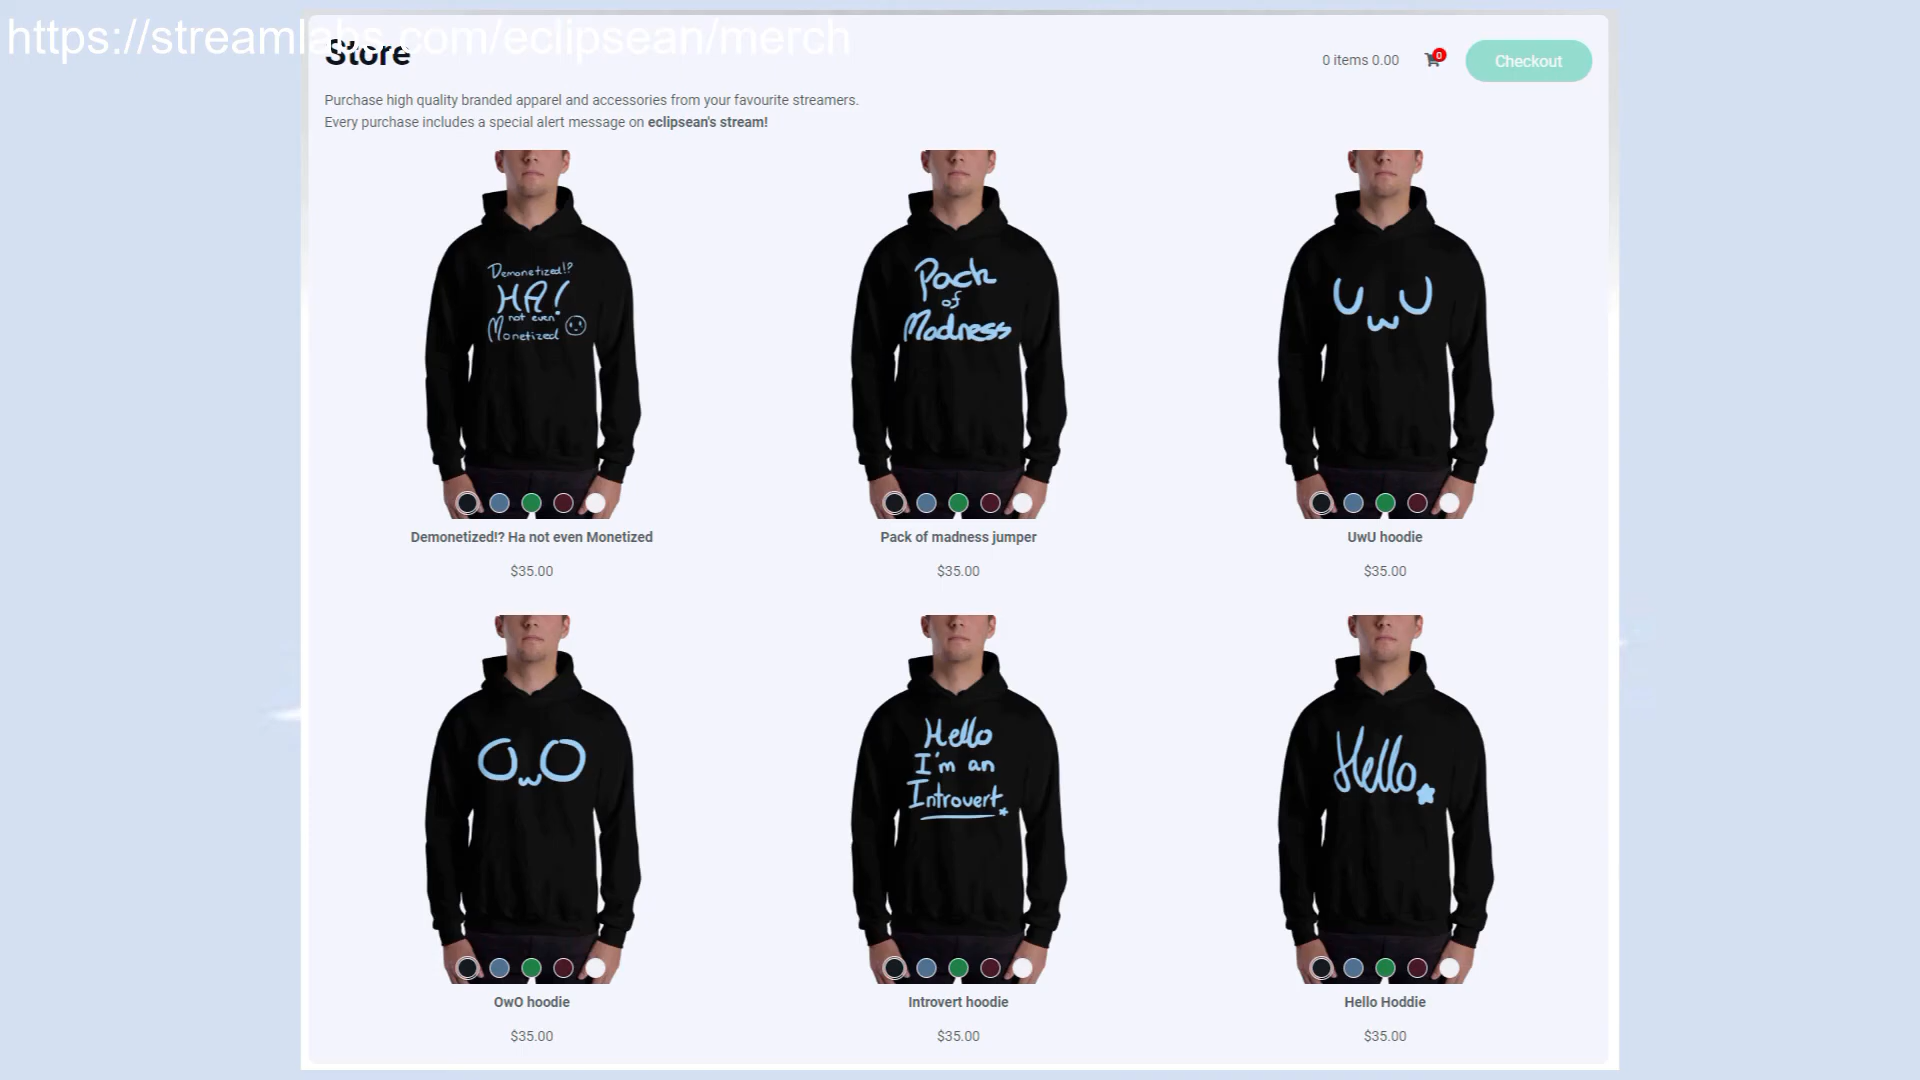 https://streamlabs.com/eclipsean/merch
Store
0 items 0.00
0
Checkout
Purchase high quality branded apparel and accessories from your favourite streamers.
Every purchase includes a special alert message on eclipsean's stream!
Demonetized!?
HA!
not even
Monetized
Pack
of
Madness
UwU
Demonetized!? Ha not even Monetized
Pack of madness jumper
UwU hoodie
$35.00
$35.00
$35.00
OwO
Hello
I'm an
Introvert
Hello
OwO hoodie
Introvert hoodie
Hello Hoddie
$35.00
$35.00
$35.00